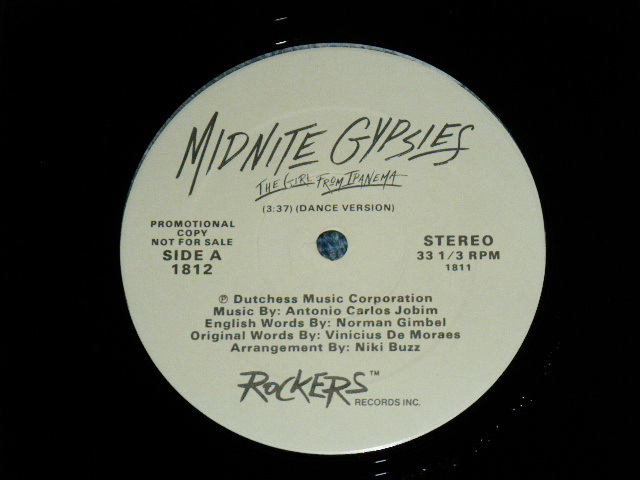 MIDNITE GYPSIES
THE GIRL FROM IPANEMA
(3:37) (DANCE VERSION)
PROMOTIONAL
COPY
NOT FOR SALE
SIDE A
1812
STEREO
33 1/3 RPM
1811
℗ Dutchess Music Corporation
Music By: Antonio Carlos Jobim
English Words By: Norman Gimbel
Original Words By: Vinicius De Moraes
Arrangement By: Niki Buzz
ROCKERS™
RECORDS INC.